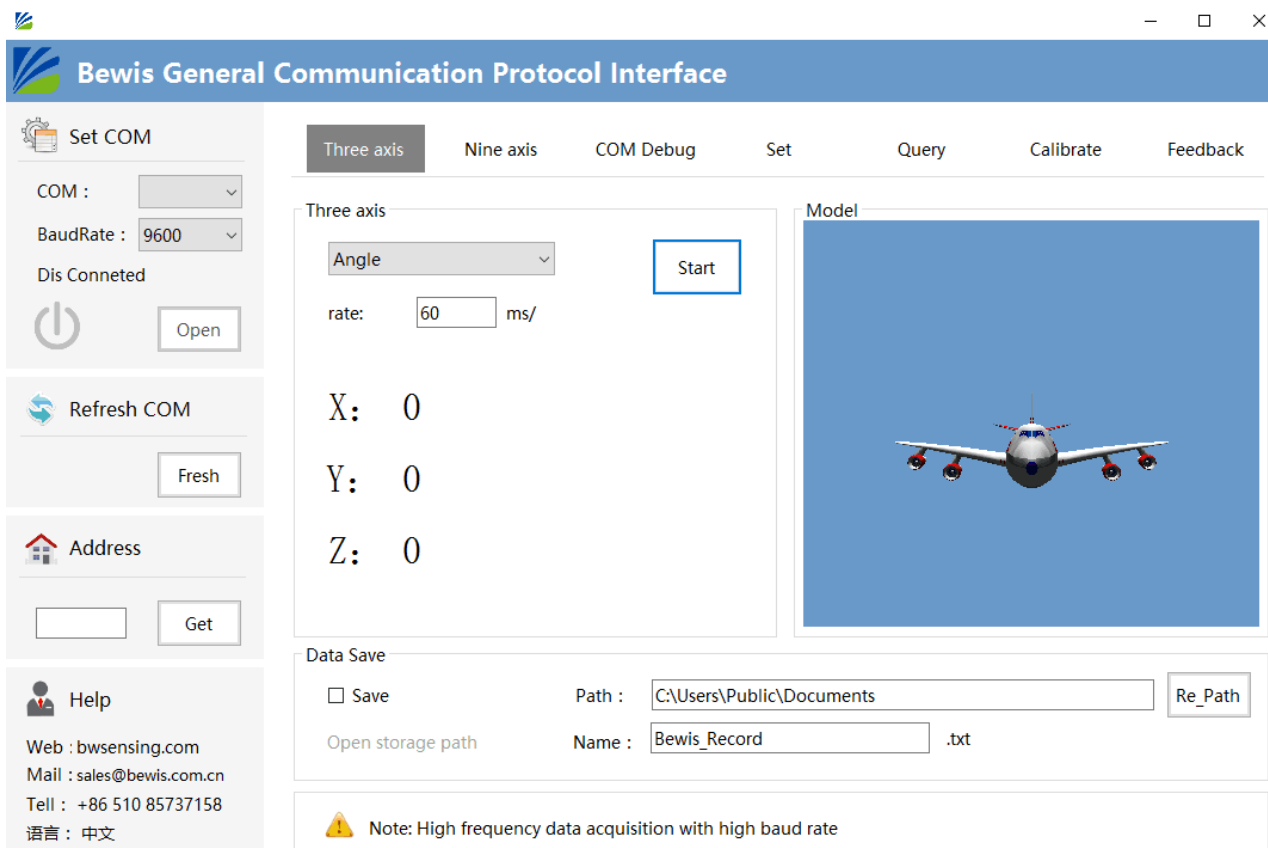 Bewis General Communication Protocol Interface
Set COM
COM :
BaudRate : 9600
Dis Conneted
Open
Refresh COM
Fresh
Address
Get
Help
Web : bwsensing.com
Mail : sales@bewis.com.cn
Tell : +86 510 85737158
语言： 中文
Three axis Nine axis COM Debug Set Query Calibrate Feedback
Three axis
Angle
Start
rate: 60 ms/
X: 0
Y: 0
Z: 0
Model
Data Save
Save Path : C:\Users\Public\Documents Re_Path
Open storage path Name : Bewis_Record .txt
Note: High frequency data acquisition with high baud rate